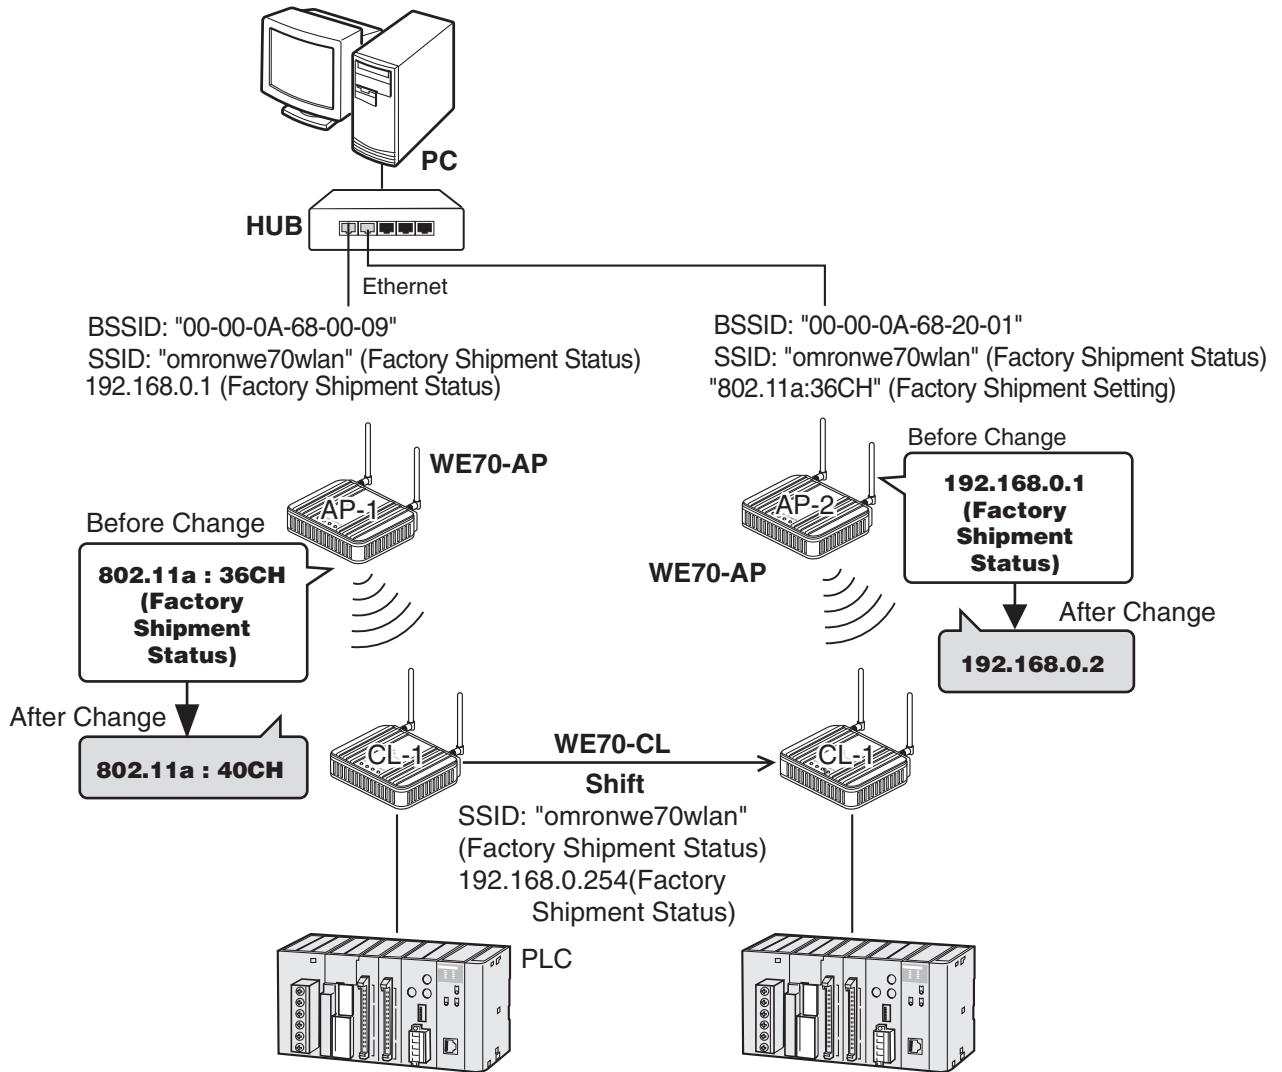 PC
HUB
Ethernet
BSSID: "00-00-0A-68-00-09"
SSID: "omronwe70wlan" (Factory Shipment Status)
192.168.0.1 (Factory Shipment Status)
BSSID: "00-00-0A-68-20-01"
SSID: "omronwe70wlan" (Factory Shipment Status)
"802.11a:36CH" (Factory Shipment Setting)
WE70-AP
AP-1
Before Change
802.11a : 36CH
(Factory
Shipment
Status)
After Change
802.11a : 40CH
Before Change
192.168.0.1
(Factory
Shipment
Status)
AP-2
WE70-AP
After Change
192.168.0.2
CL-1
WE70-CL
Shift
CL-1
SSID: "omronwe70wlan"
(Factory Shipment Status)
192.168.0.254(Factory
Shipment Status)
PLC